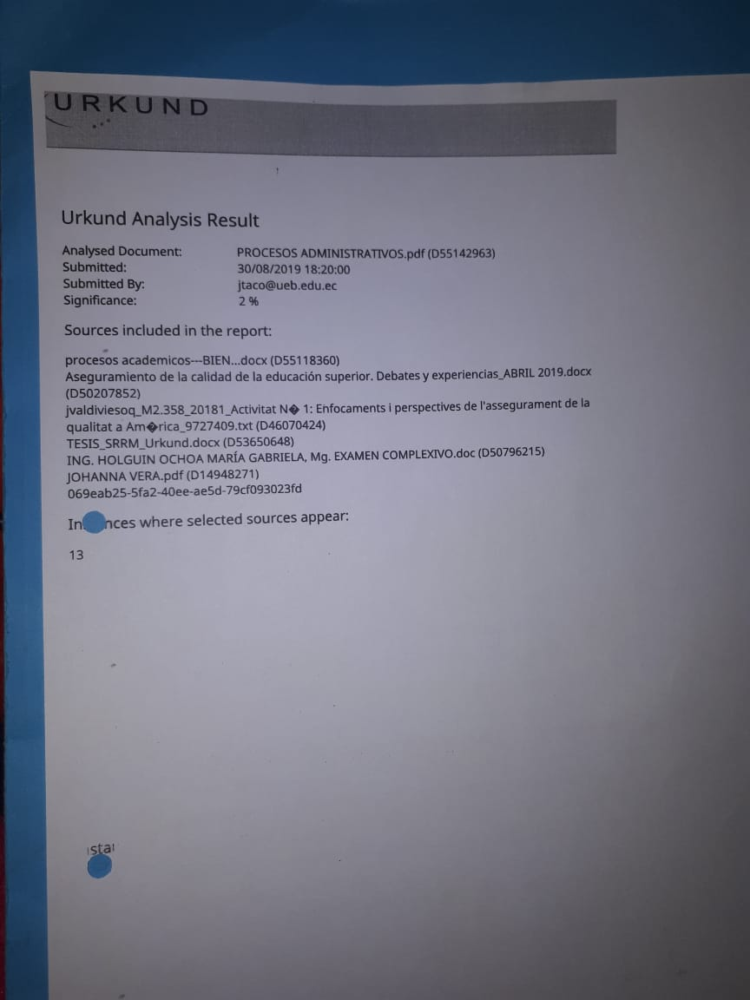 URKUND
Urkund Analysis Result
Analysed Document: PROCESOS ADMINISTRATIVOS.pdf (D55142963)
Submitted: 30/08/2019 18:20:00
Submitted By: jtaco@ueb.edu.ec
Significance: 2 %
Sources included in the report:
procesos academicos---BIEN...docx (D55118360)
Aseguramiento de la calidad de la educación superior. Debates y experiencias_ABRIL 2019.docx
(D50207852)
jvaldiviesoq_M2.358_20181_Activitat N� 1: Enfocaments i perspectives de l'assegurament de la
qualitat a Am�rica_9727409.txt (D46070424)
TESIS_SRRM_Urkund.docx (D53650648)
ING. HOLGUIN OCHOA MARÍA GABRIELA, Mg. EXAMEN COMPLEXIVO.doc (D50796215)
JOHANNA VERA.pdf (D14948271)
069eab25-5fa2-40ee-ae5d-79cf093023fd
In nces where selected sources appear:
13
sta